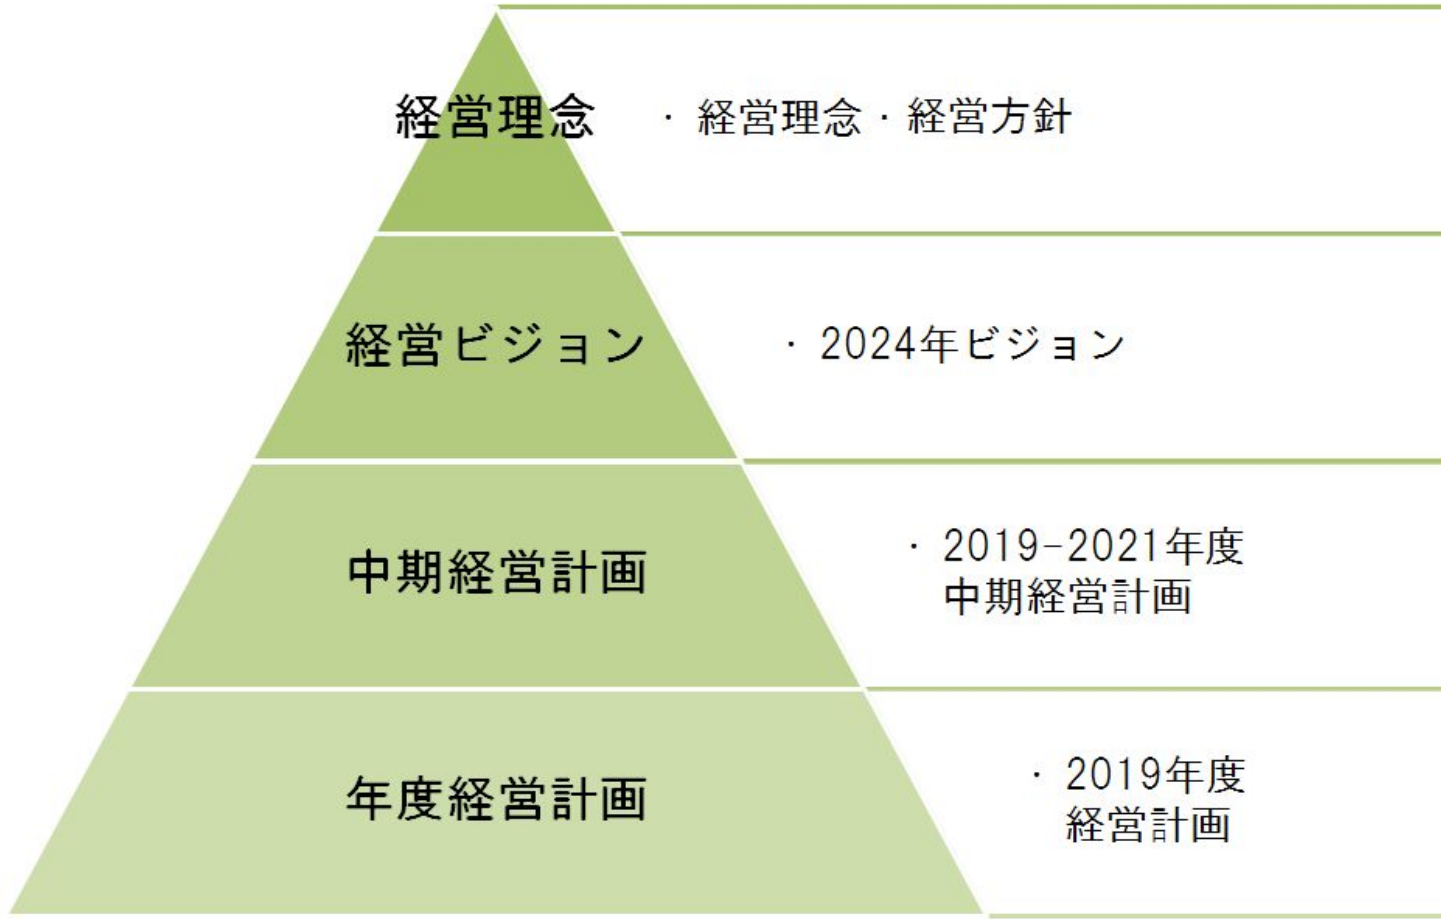 経営理念
・経営理念・経営方針
経営ビジョン
・2024年ビジョン
中期経営計画
・2019-2021年度
中期経営計画
年度経営計画
・2019年度
経営計画